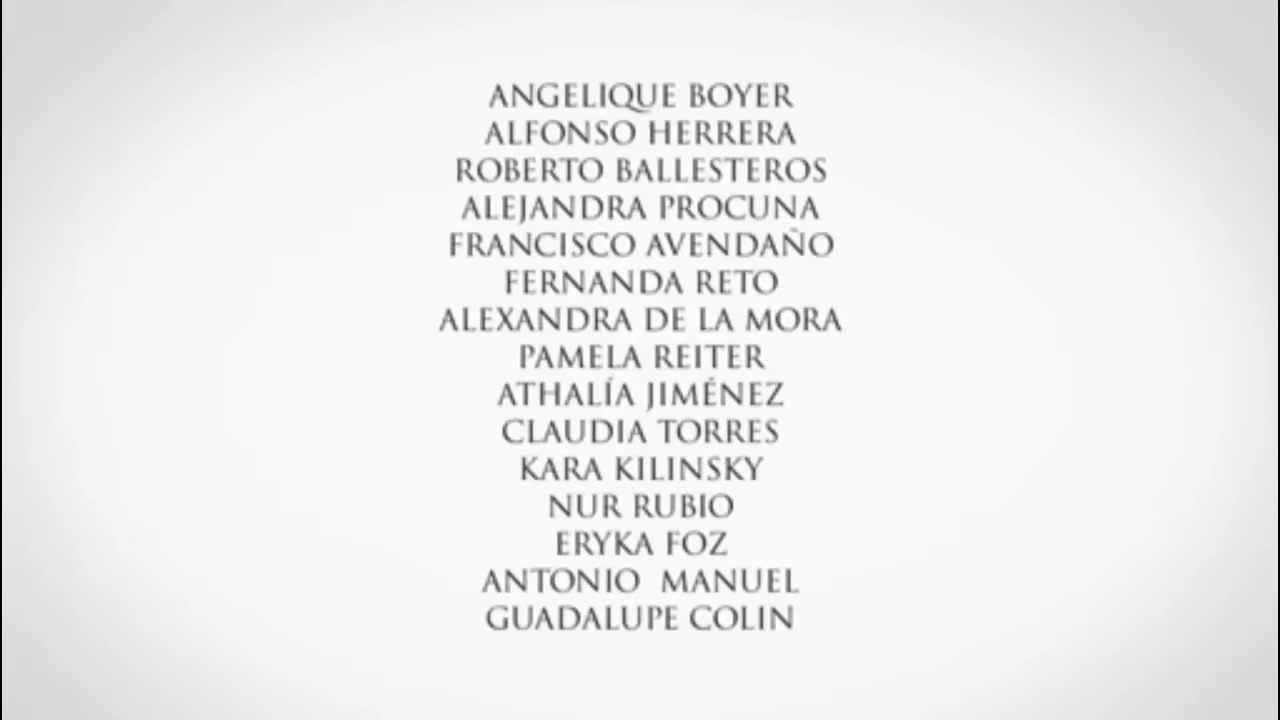 ANGELIQUE BOYER
ALFONSO HERRERA
ROBERTO BALLESTEROS
ALEJANDRA PROCUNA
FRANCISCO AVENDAÑO
FERNANDA RETO
ALEXANDRA DE LA MORA
PAMELA REITER
ATHALÍA JIMÉNEZ
CLAUDIA TORRES
KARA KILINSKY
NUR RUBIO
ERYKA FOZ
ANTONIO  MANUEL
GUADALUPE COLIN